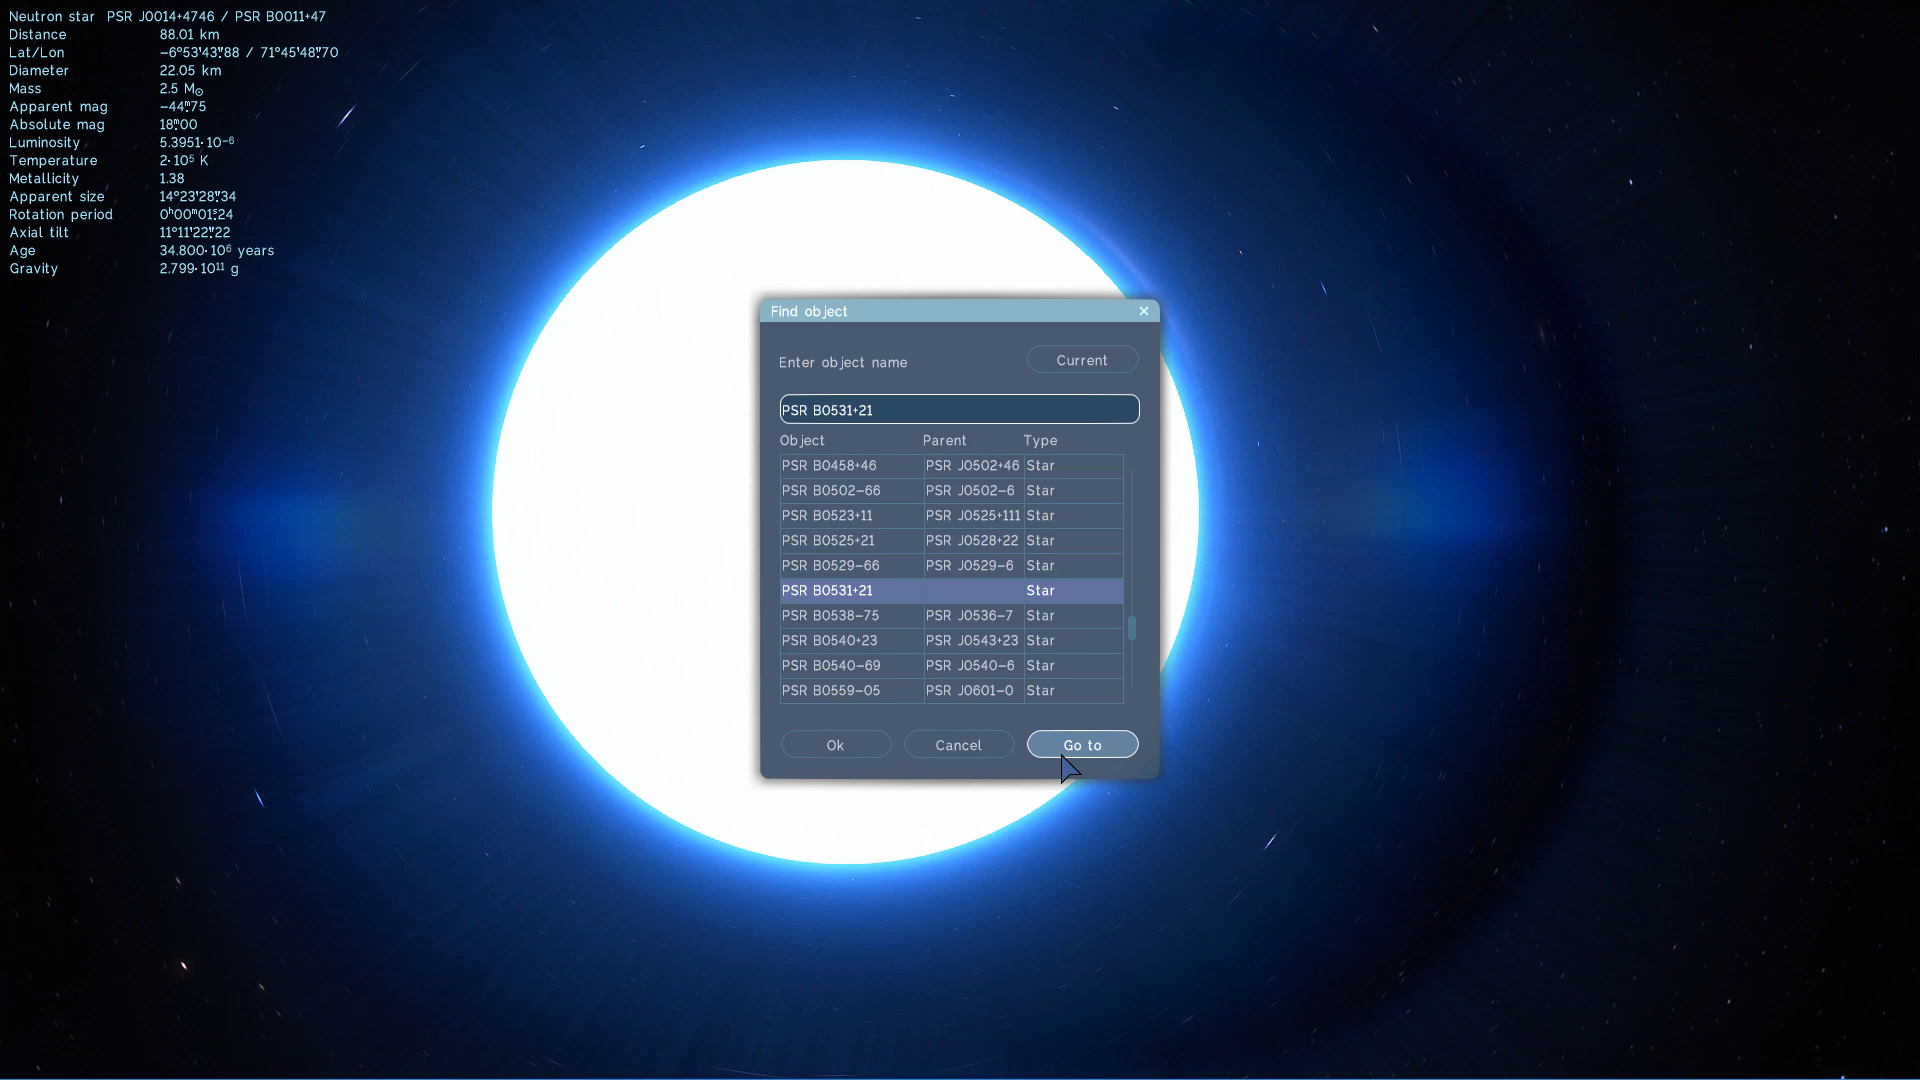 Neutron star PSR J0014+4746 / PSR B0011+47
Distance 88.01 km
Lat/Lon −6°53'43".88 / 71°45'48".70
Diameter 22.05 km
Mass 2.5 M☉
Apparent mag −44ᵐ.75
Absolute mag 18ᵐ.00
Luminosity 5.3951·10⁻⁶
Temperature 2·10⁵ K
Metallicity 1.38
Apparent size 14°23'28".34
Rotation period 0ʰ00ᵐ01ˢ.24
Axial tilt 11°11'22".22
Age 34.800·10⁶ years
Gravity 2.799·10¹¹ g
Find object ×
Enter object name Current
PSR B0531+21
Object Parent Type
PSR B0458+46 PSR J0502+46 Star
PSR B0502−66 PSR J0502−6 Star
PSR B0523+11 PSR J0525+111 Star
PSR B0525+21 PSR J0528+22 Star
PSR B0529−66 PSR J0529−6 Star
PSR B0531+21 Star
PSR B0538−75 PSR J0536−7 Star
PSR B0540+23 PSR J0543+23 Star
PSR B0540−69 PSR J0540−6 Star
PSR B0559−05 PSR J0601−0 Star
Ok Cancel Go to